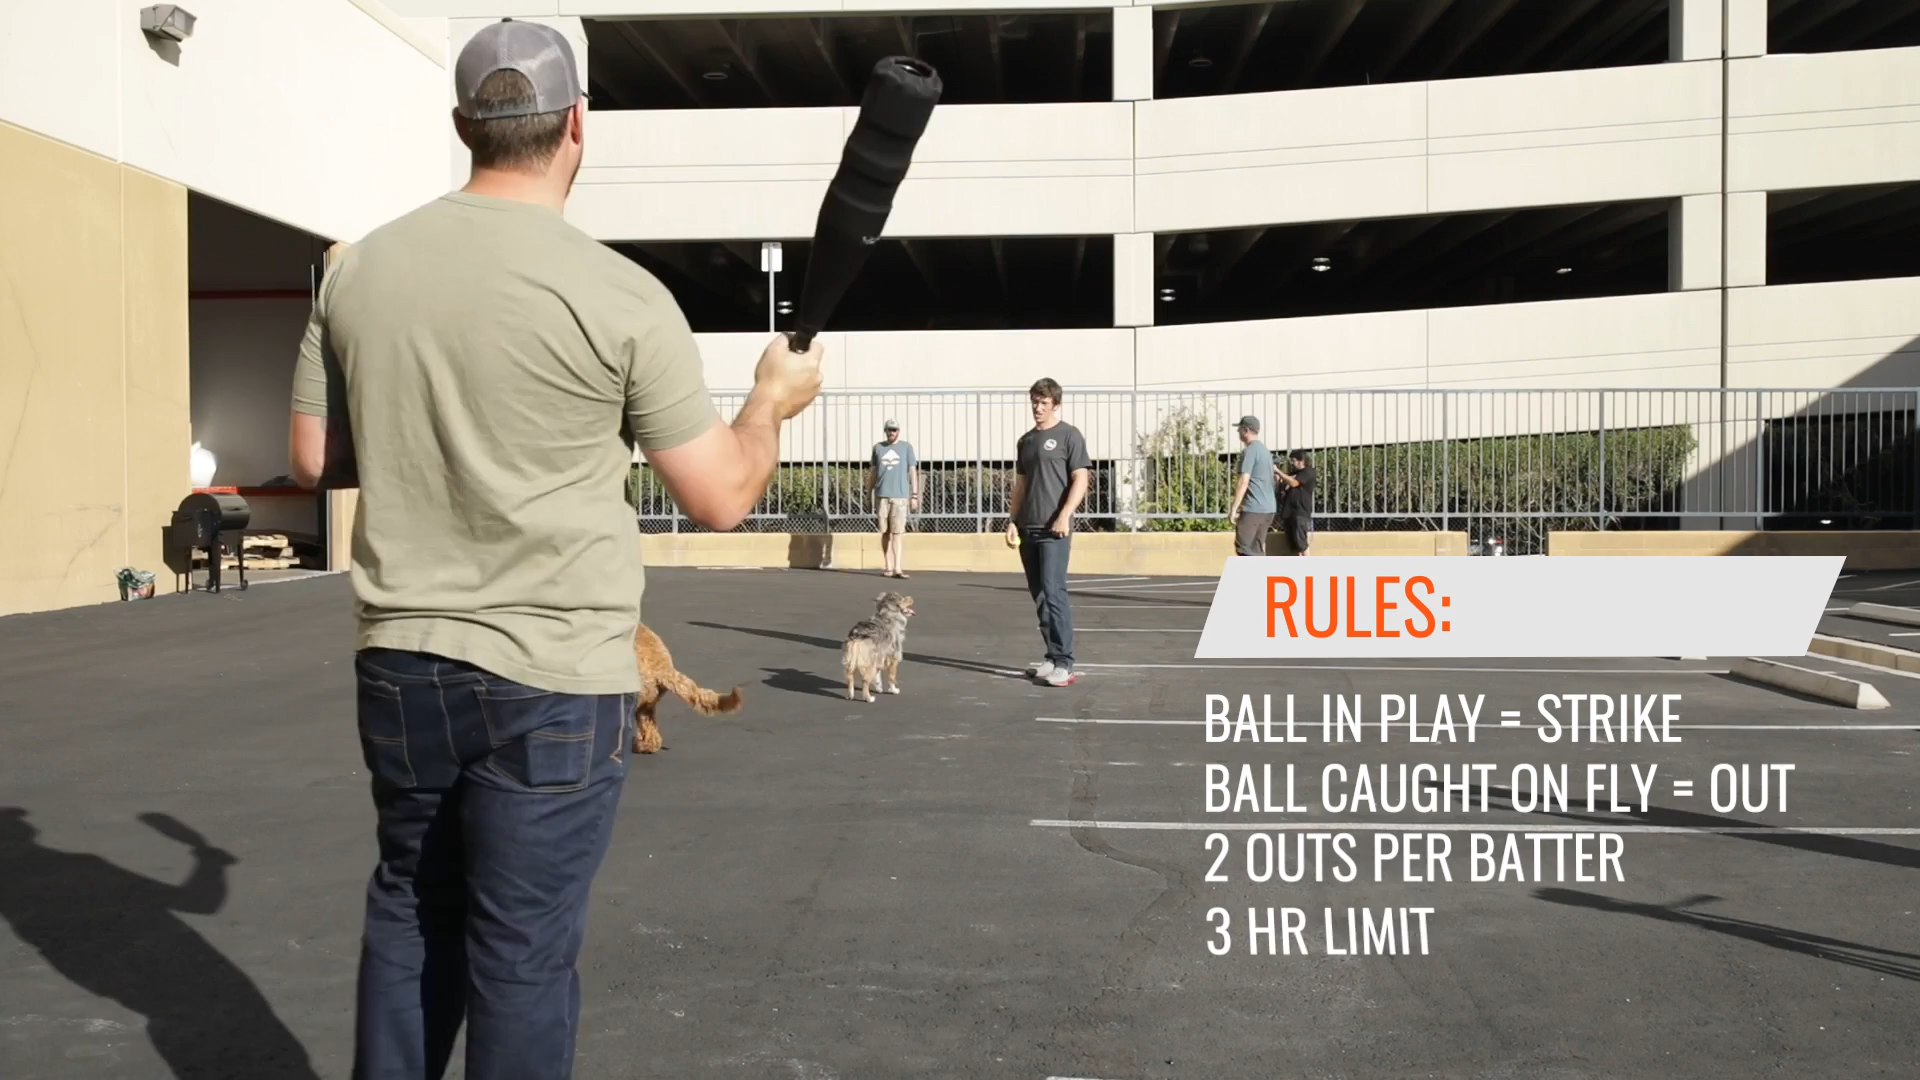 RULES:
BALL IN PLAY = STRIKE
BALL CAUGHT ON FLY = OUT
2 OUTS PER BATTER
3 HR LIMIT